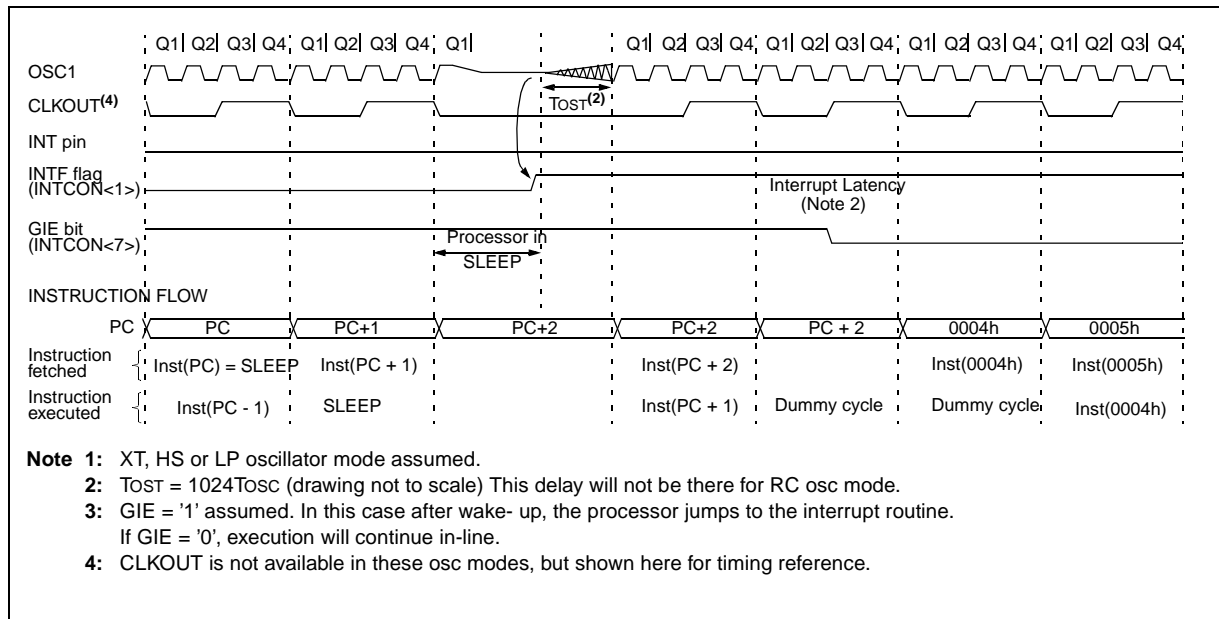 Q1 Q2 Q3 Q4 Q1 Q2 Q3 Q4 Q1 Q1 Q2 Q3 Q4 Q1 Q2 Q3 Q4 Q1 Q2 Q3 Q4 Q1 Q2 Q3 Q4
OSC1
TOST(2)
CLKOUT(4)
INT pin
INTF flag
(INTCON<1>)
Interrupt Latency
(Note 2)
GIE bit
(INTCON<7>)
Processor in
SLEEP
INSTRUCTION FLOW
PC PC PC+1 PC+2 PC+2 PC + 2 0004h 0005h
Instruction
fetched
Inst(PC) = SLEEP Inst(PC + 1) Inst(PC + 2) Inst(0004h) Inst(0005h)
Instruction
executed
Inst(PC - 1) SLEEP Inst(PC + 1) Dummy cycle Dummy cycle Inst(0004h)
Note 1: XT, HS or LP oscillator mode assumed.
2: TOST = 1024TOSC (drawing not to scale) This delay will not be there for RC osc mode.
3: GIE = '1' assumed. In this case after wake- up, the processor jumps to the interrupt routine.
If GIE = '0', execution will continue in-line.
4: CLKOUT is not available in these osc modes, but shown here for timing reference.